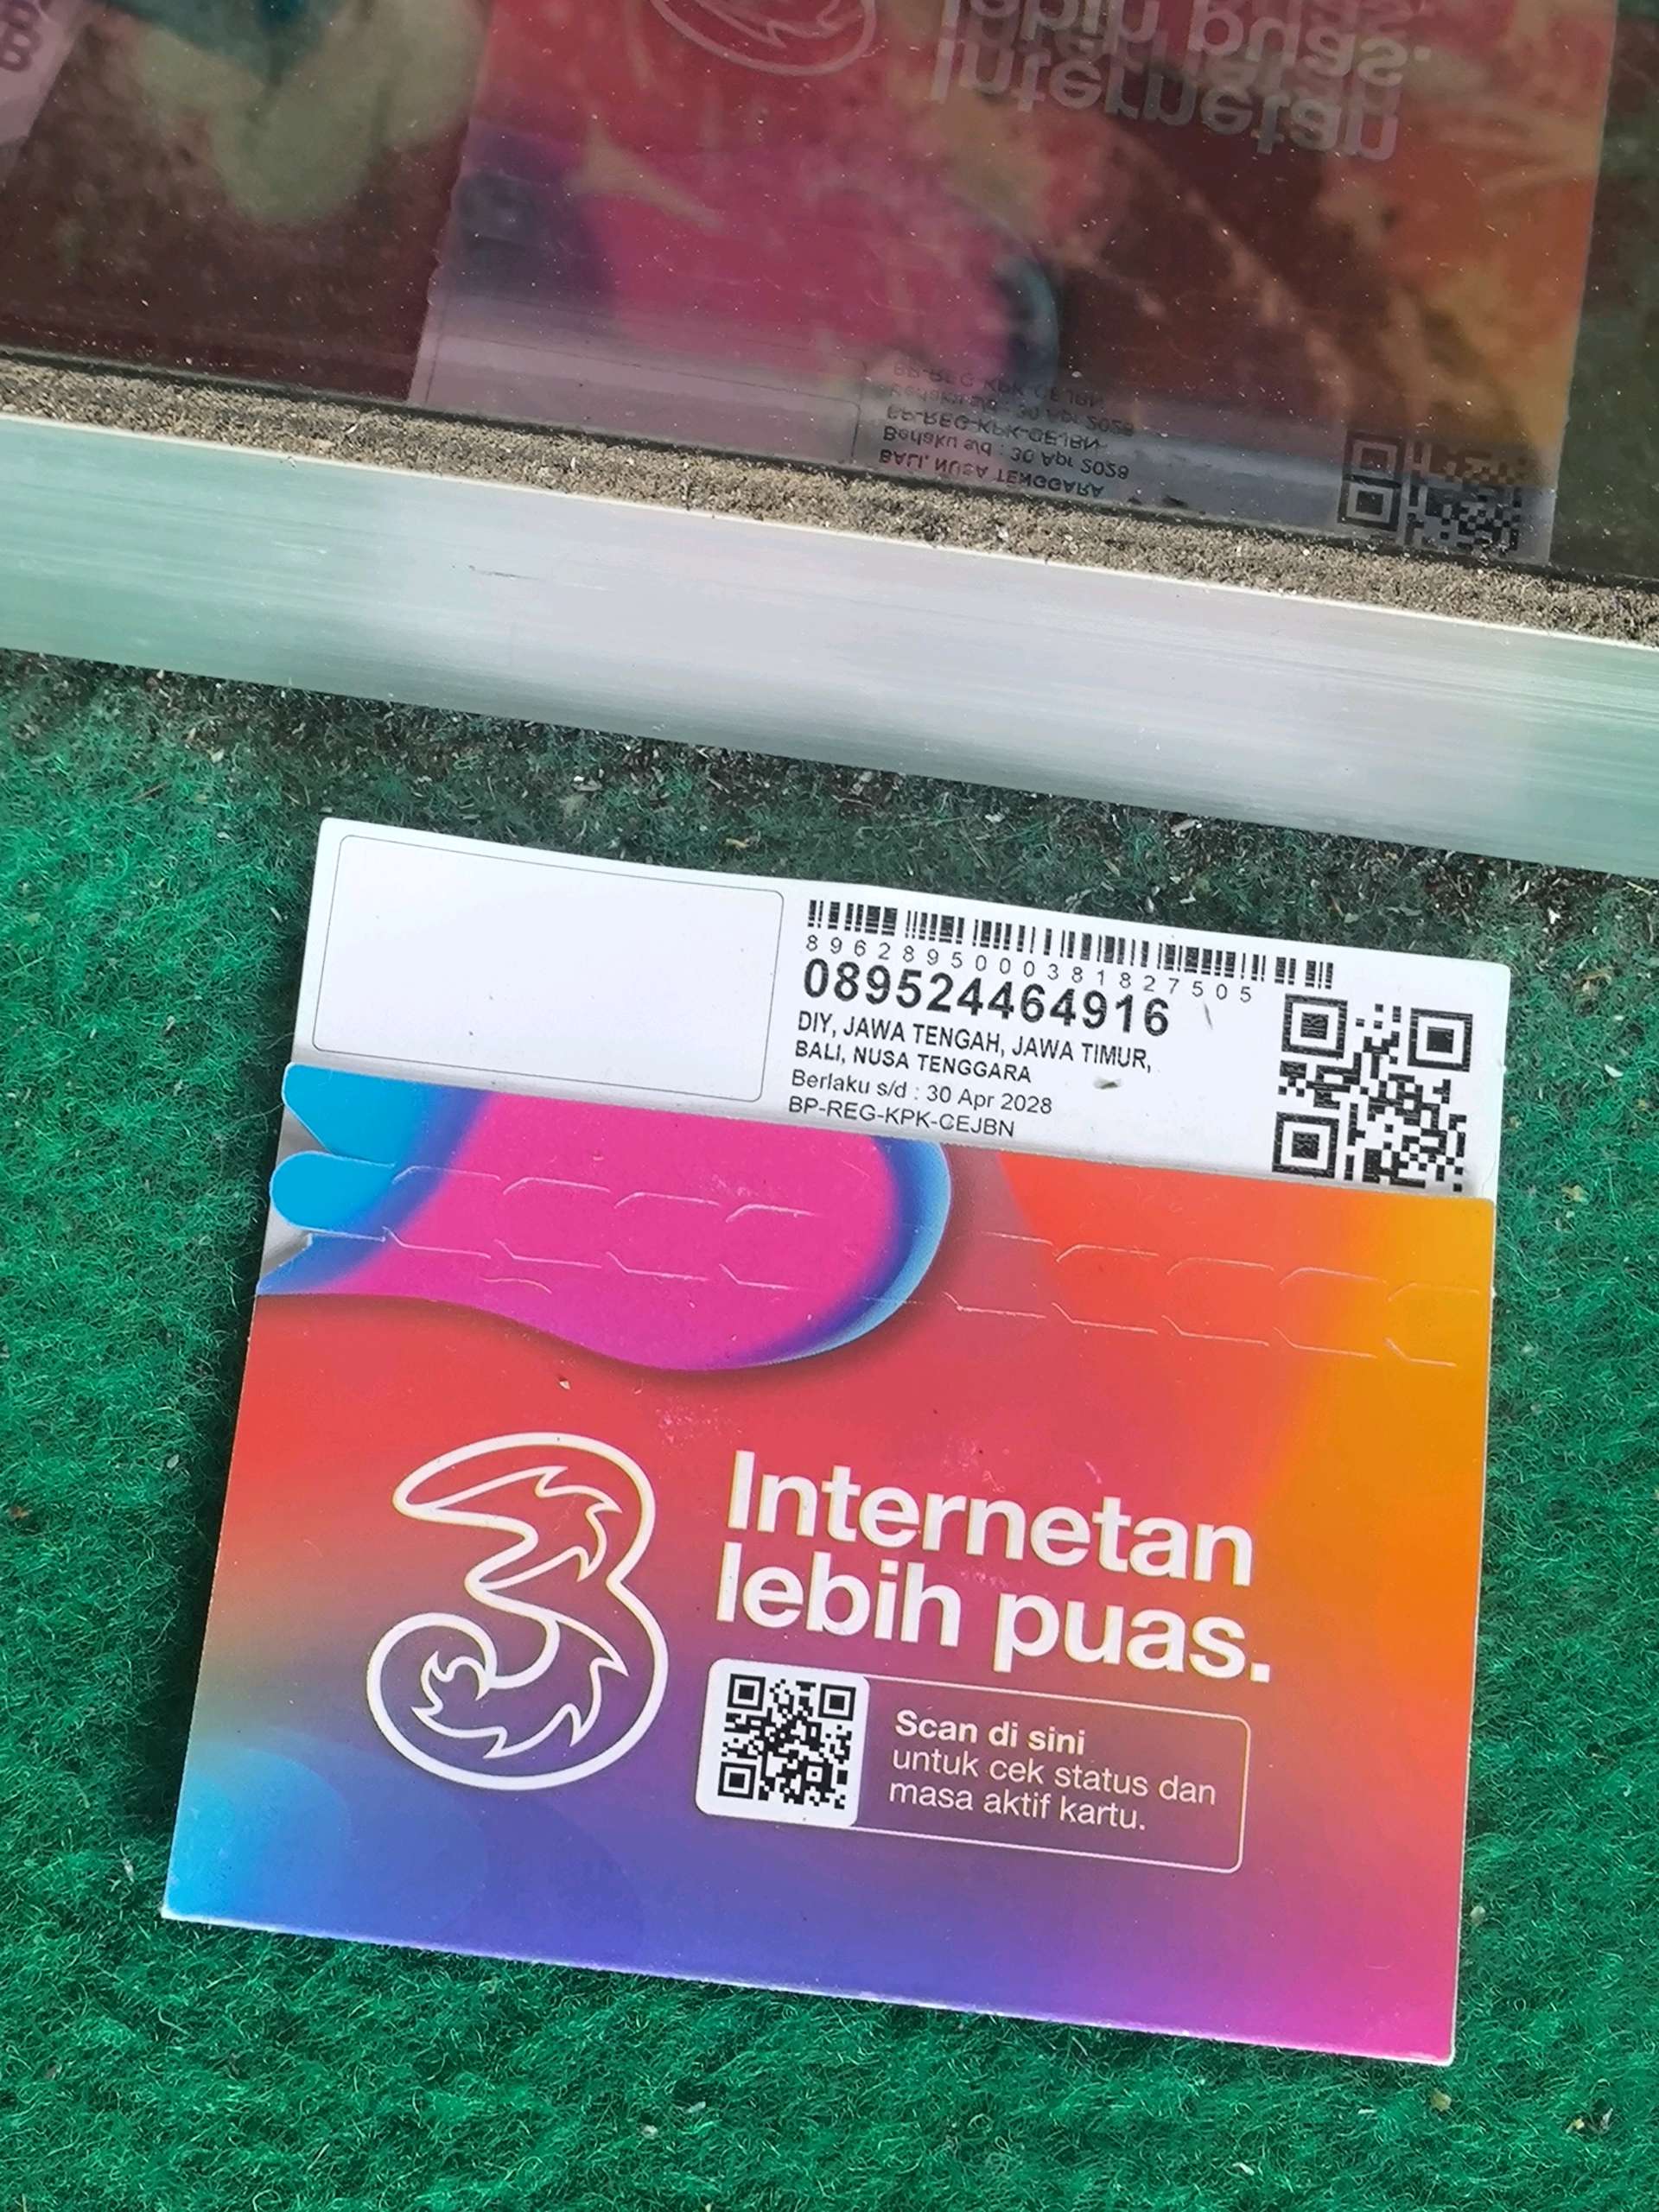 Internetan
lebih puas.
BP-REG-KPK-CEJBN
Berlaku s/d : 30 Apr 2028
BALI, NUSA TENGGARA
8962895000381827505
089524464916
DIY, JAWA TENGAH, JAWA TIMUR,
BALI, NUSA TENGGARA
Berlaku s/d : 30 Apr 2028
BP-REG-KPK-CEJBN
3
Internetan
lebih puas.
Scan di sini
untuk cek status dan
masa aktif kartu.